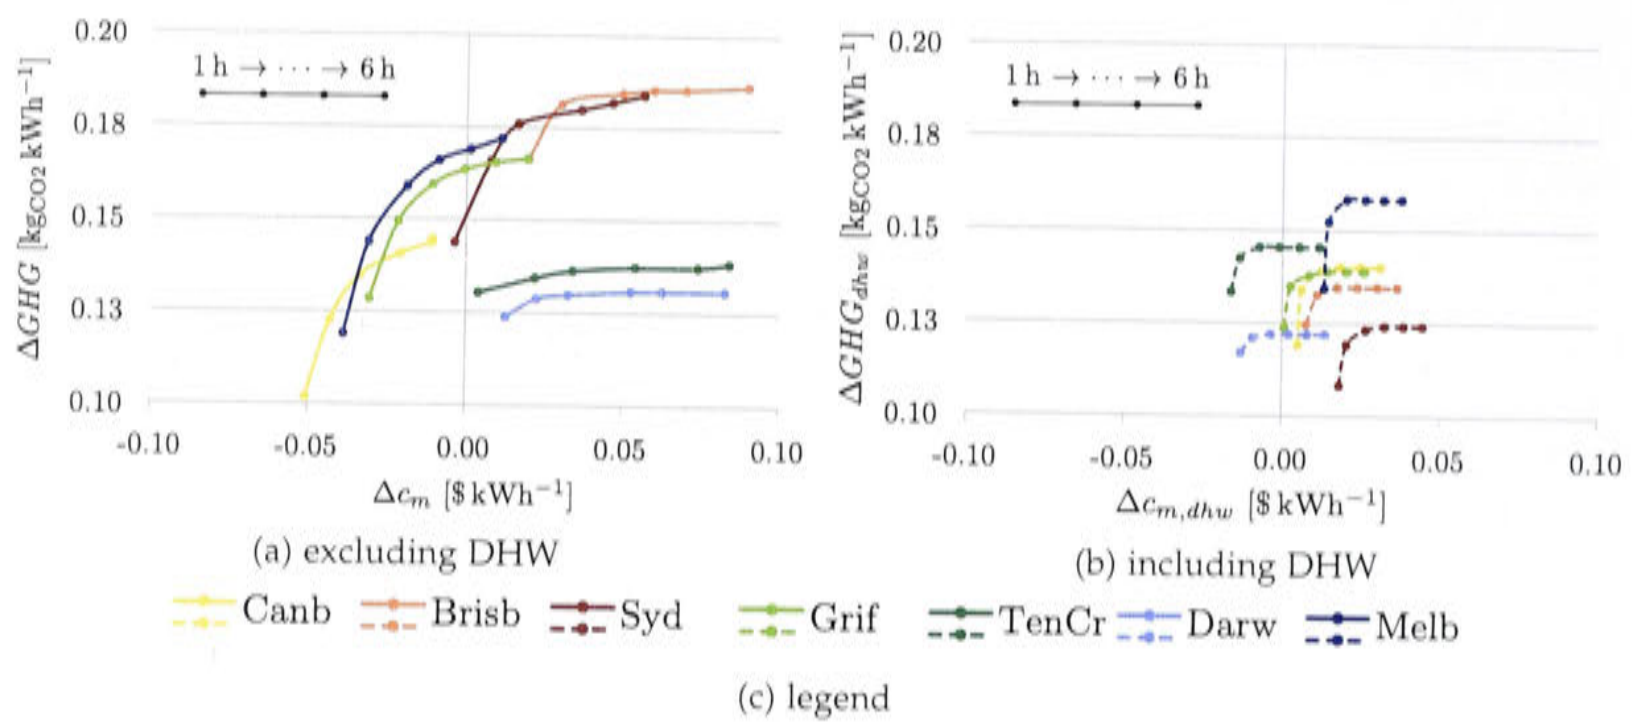 0.20
0.18
0.15
0.13
0.10
-0.10
-0.05
0.00
0.05
0.10
1 h → ··· → 6 h
ΔGHG [kgCO2 kWh⁻¹]
Δcₘ [$ kWh⁻¹]
(a) excluding DHW
0.20
0.18
0.15
0.13
0.10
-0.10
-0.05
0.00
0.05
0.10
1 h → ··· → 6 h
ΔGHG_dhw [kgCO2 kWh⁻¹]
Δc_m,dhw [$ kWh⁻¹]
(b) including DHW
Canb Brisb Syd Grif TenCr Darw Melb
(c) legend